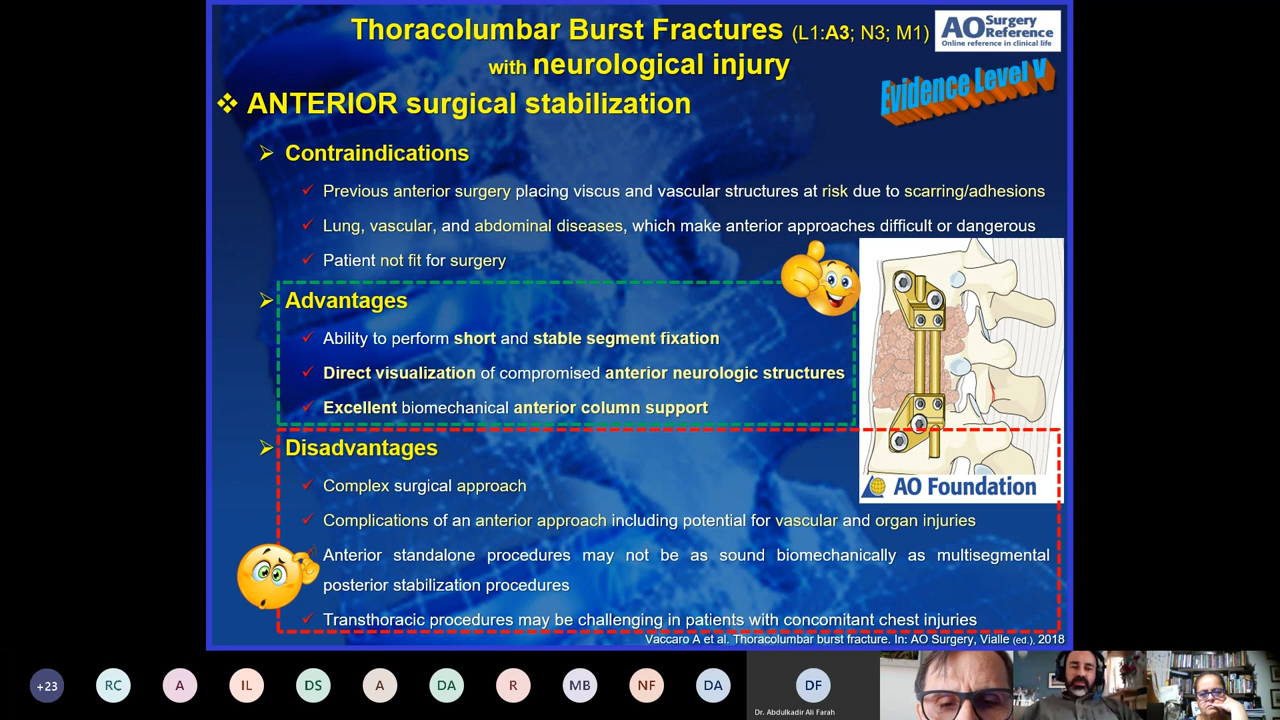 Thoracolumbar Burst Fractures (L1:A3; N3; M1)
with neurological injury
AO Surgery Reference
Online reference in clinical life
Evidence Level V
ANTERIOR surgical stabilization
Contraindications
Previous anterior surgery placing viscus and vascular structures at risk due to scarring/adhesions
Lung, vascular, and abdominal diseases, which make anterior approaches difficult or dangerous
Patient not fit for surgery
Advantages
Ability to perform short and stable segment fixation
Direct visualization of compromised anterior neurologic structures
Excellent biomechanical anterior column support
Disadvantages
Complex surgical approach
Complications of an anterior approach including potential for vascular and organ injuries
Anterior standalone procedures may not be as sound biomechanically as multisegmental
posterior stabilization procedures
Transthoracic procedures may be challenging in patients with concomitant chest injuries
AO Foundation
Vaccaro A et al. Thoracolumbar burst fracture. In: AO Surgery, Vialle (ed.), 2018
+23
RC
A
IL
DS
A
DA
R
MB
NF
DA
DF
Dr. Abdulkadir Ali Farah